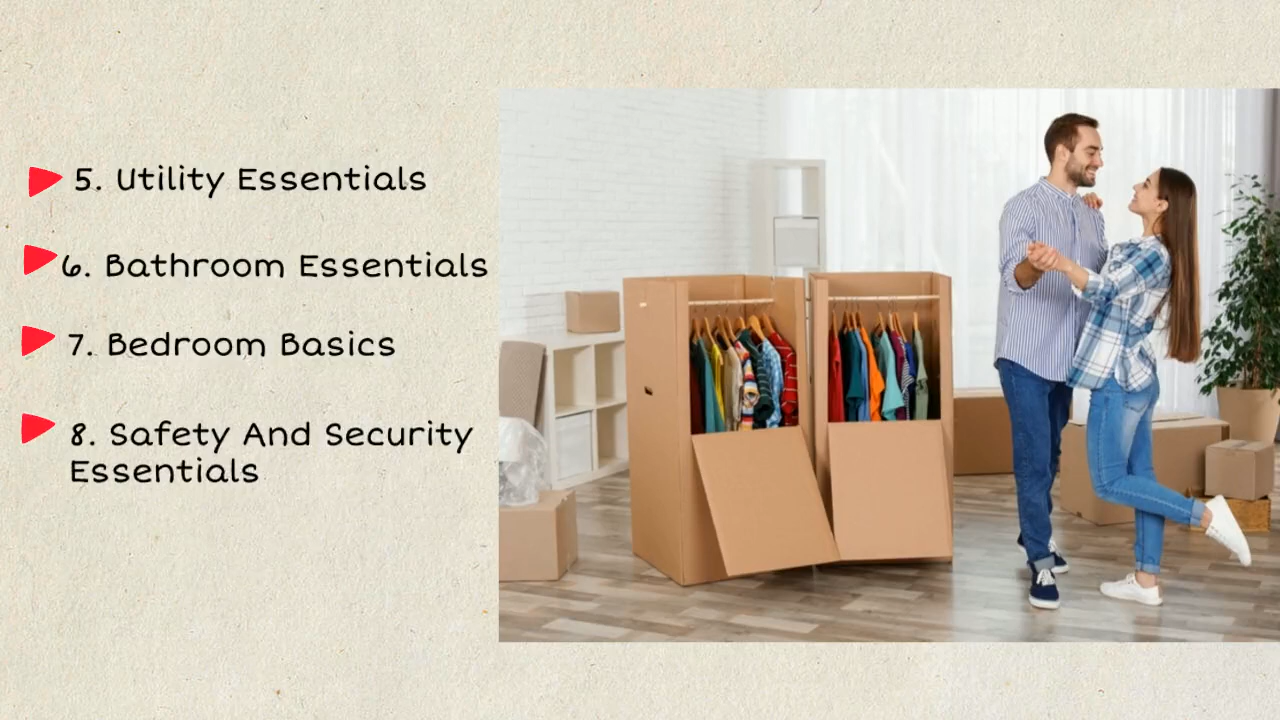 5. Utility Essentials
6. Bathroom Essentials
7. Bedroom Basics
8. Safety And Security
Essentials